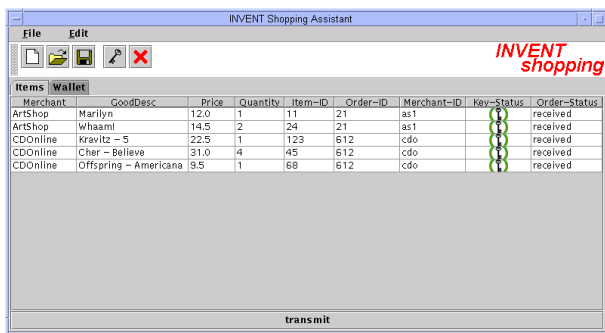 INVENT Shopping Assistant
File Edit
INVENT
shopping
Items Wallet
Merchant GoodDesc Price Quantity Item-ID Order-ID Merchant-ID Key-Status Order-Status
ArtShop Marilyn 12.0 1 11 21 as1 received
ArtShop Whaam! 14.5 2 24 21 as1 received
CDOnline Kravitz – 5 22.5 1 123 612 cdo received
CDOnline Cher – Believe 31.0 4 45 612 cdo received
CDOnline Offspring – Americana 9.5 1 68 612 cdo received
transmit